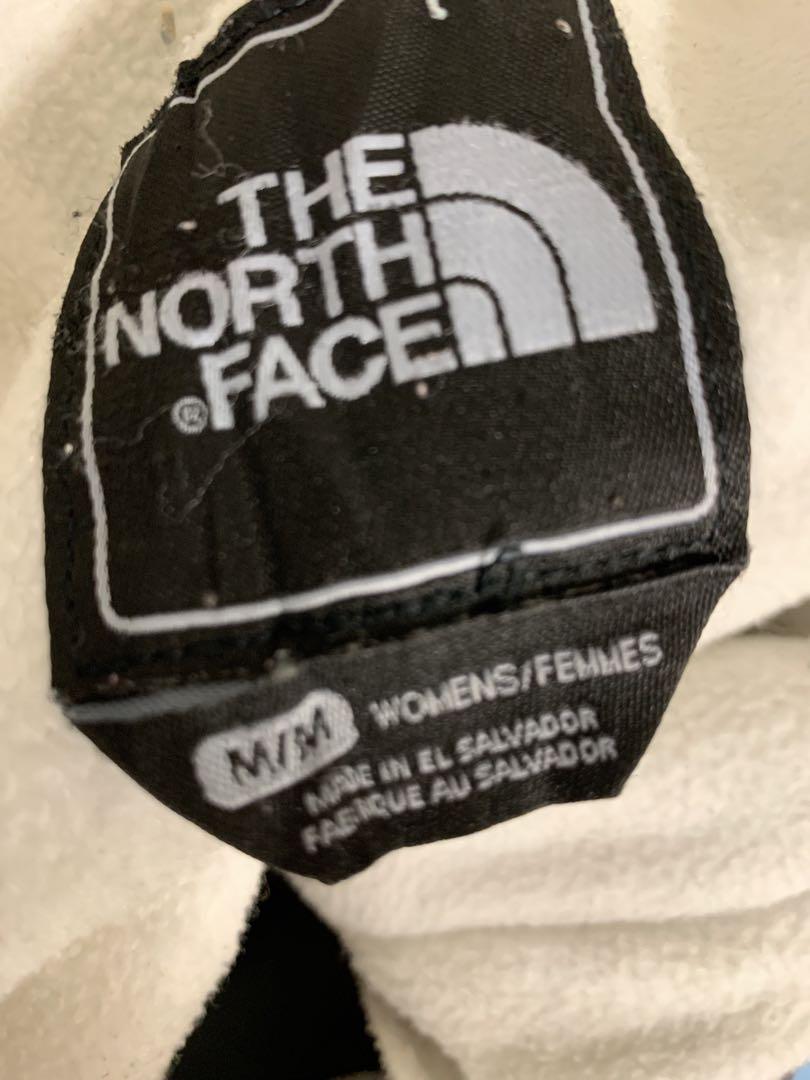 THE
NORTH
FACE
®
M/M WOMENS/FEMMES
MADE IN EL SALVADOR
FABRIQUE AU SALVADOR